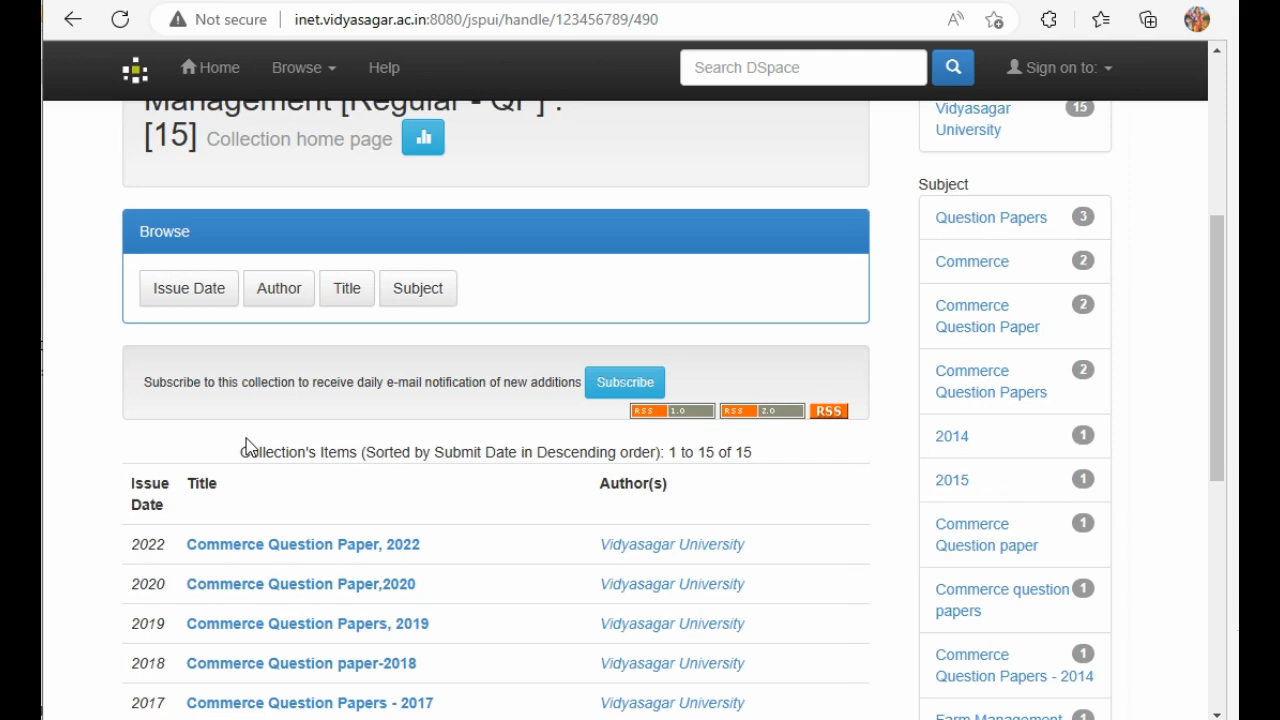 Not secure
inet.vidyasagar.ac.in:8080/jspui/handle/123456789/490
Home
Browse
Help
Search DSpace
Sign on to:
Management [Regular - QP] :
[15] Collection home page
Browse
Issue Date
Author
Title
Subject
Subscribe to this collection to receive daily e-mail notification of new additions
Subscribe
RSS 1.0
RSS 2.0
RSS
Collection's Items (Sorted by Submit Date in Descending order): 1 to 15 of 15
Issue Date
Title
Author(s)
2022 Commerce Question Paper, 2022 Vidyasagar University
2020 Commerce Question Paper,2020 Vidyasagar University
2019 Commerce Question Papers, 2019 Vidyasagar University
2018 Commerce Question paper-2018 Vidyasagar University
2017 Commerce Question Papers - 2017 Vidyasagar University
Vidyasagar 15
University
Subject
Question Papers 3
Commerce 2
Commerce 2
Question Paper
Commerce 2
Question Papers
2014 1
2015 1
Commerce 1
Question paper
Commerce question 1
papers
Commerce 1
Question Papers - 2014
Farm Management 1